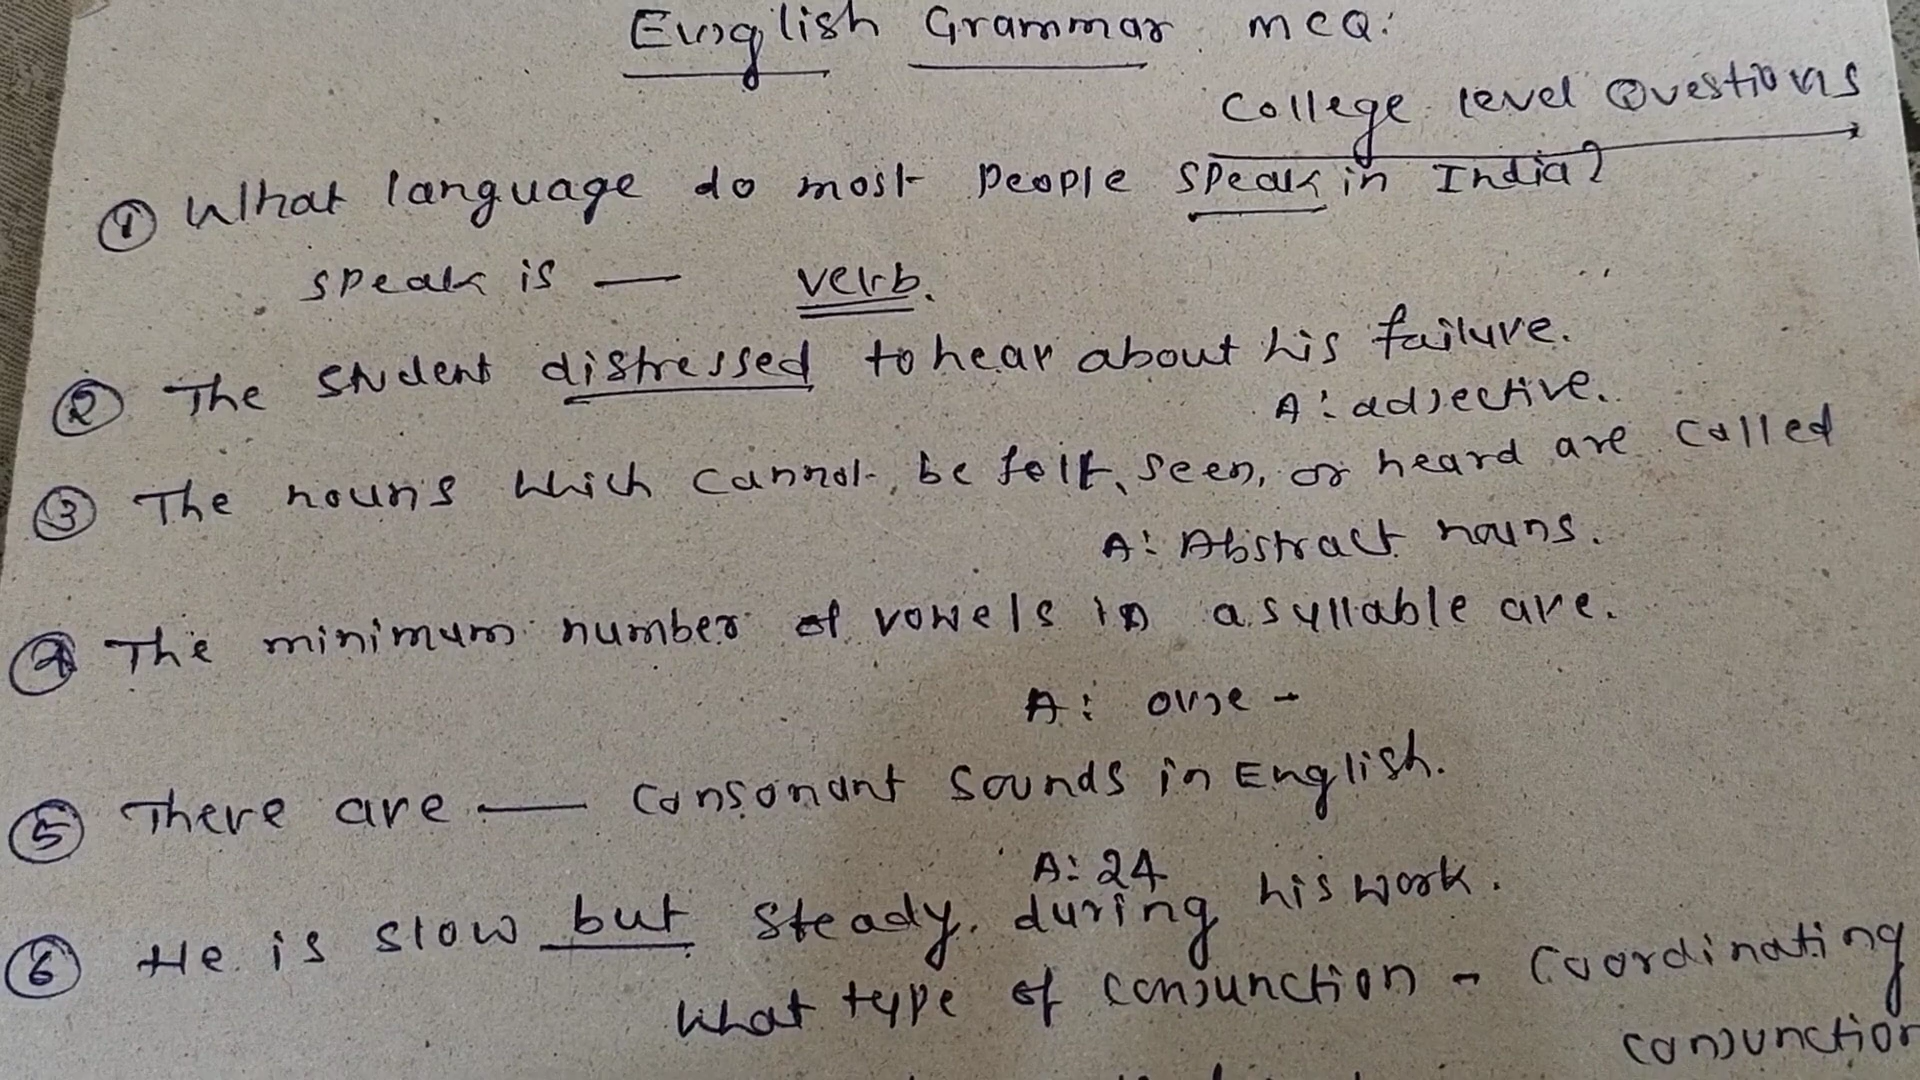 English Grammar MCQ:
College level Questions
① What language do most people speak in India?
speak is — verb.
② The student distressed to hear about his failure.
A: adjective.
③ The nouns which cannot be felt, seen, or heard are called
A: Abstract nouns.
④ The minimum number of vowels in a syllable are.
A: one -
⑤ There are — consonant sounds in English.
A: 24
⑥ He is slow but steady during his work.
What type of conjunction - Coordinating
conjunction